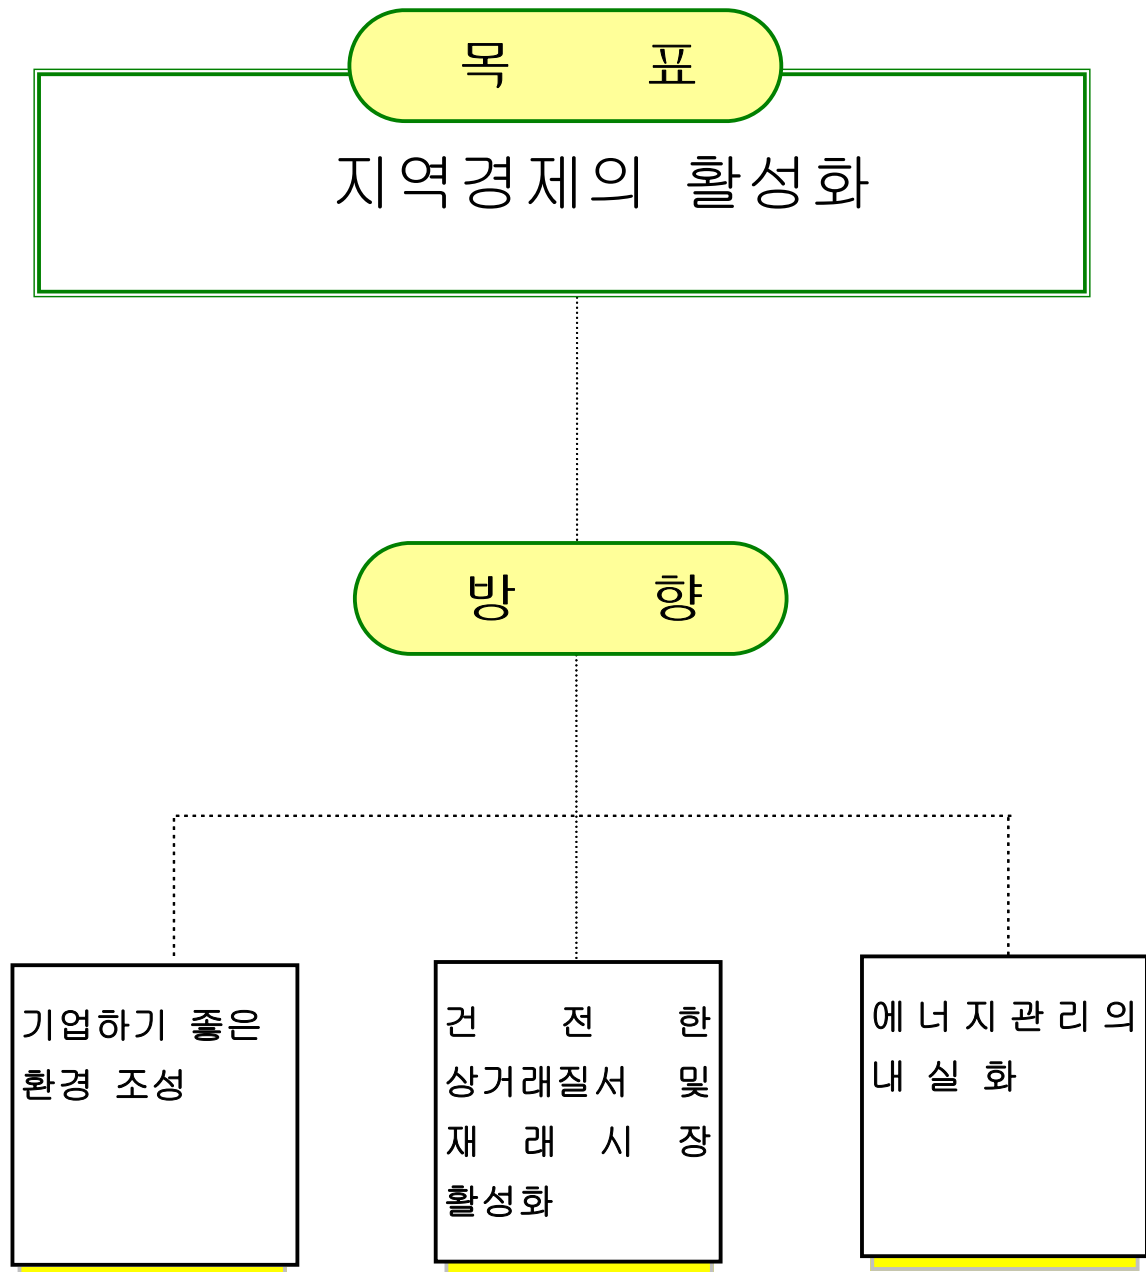 목 표
지역경제의 활성화
방 향
기업하기 좋은
환경 조성
건 전 한
상거래질서 및
재 래 시 장
활성화
에너지관리의
내 실 화